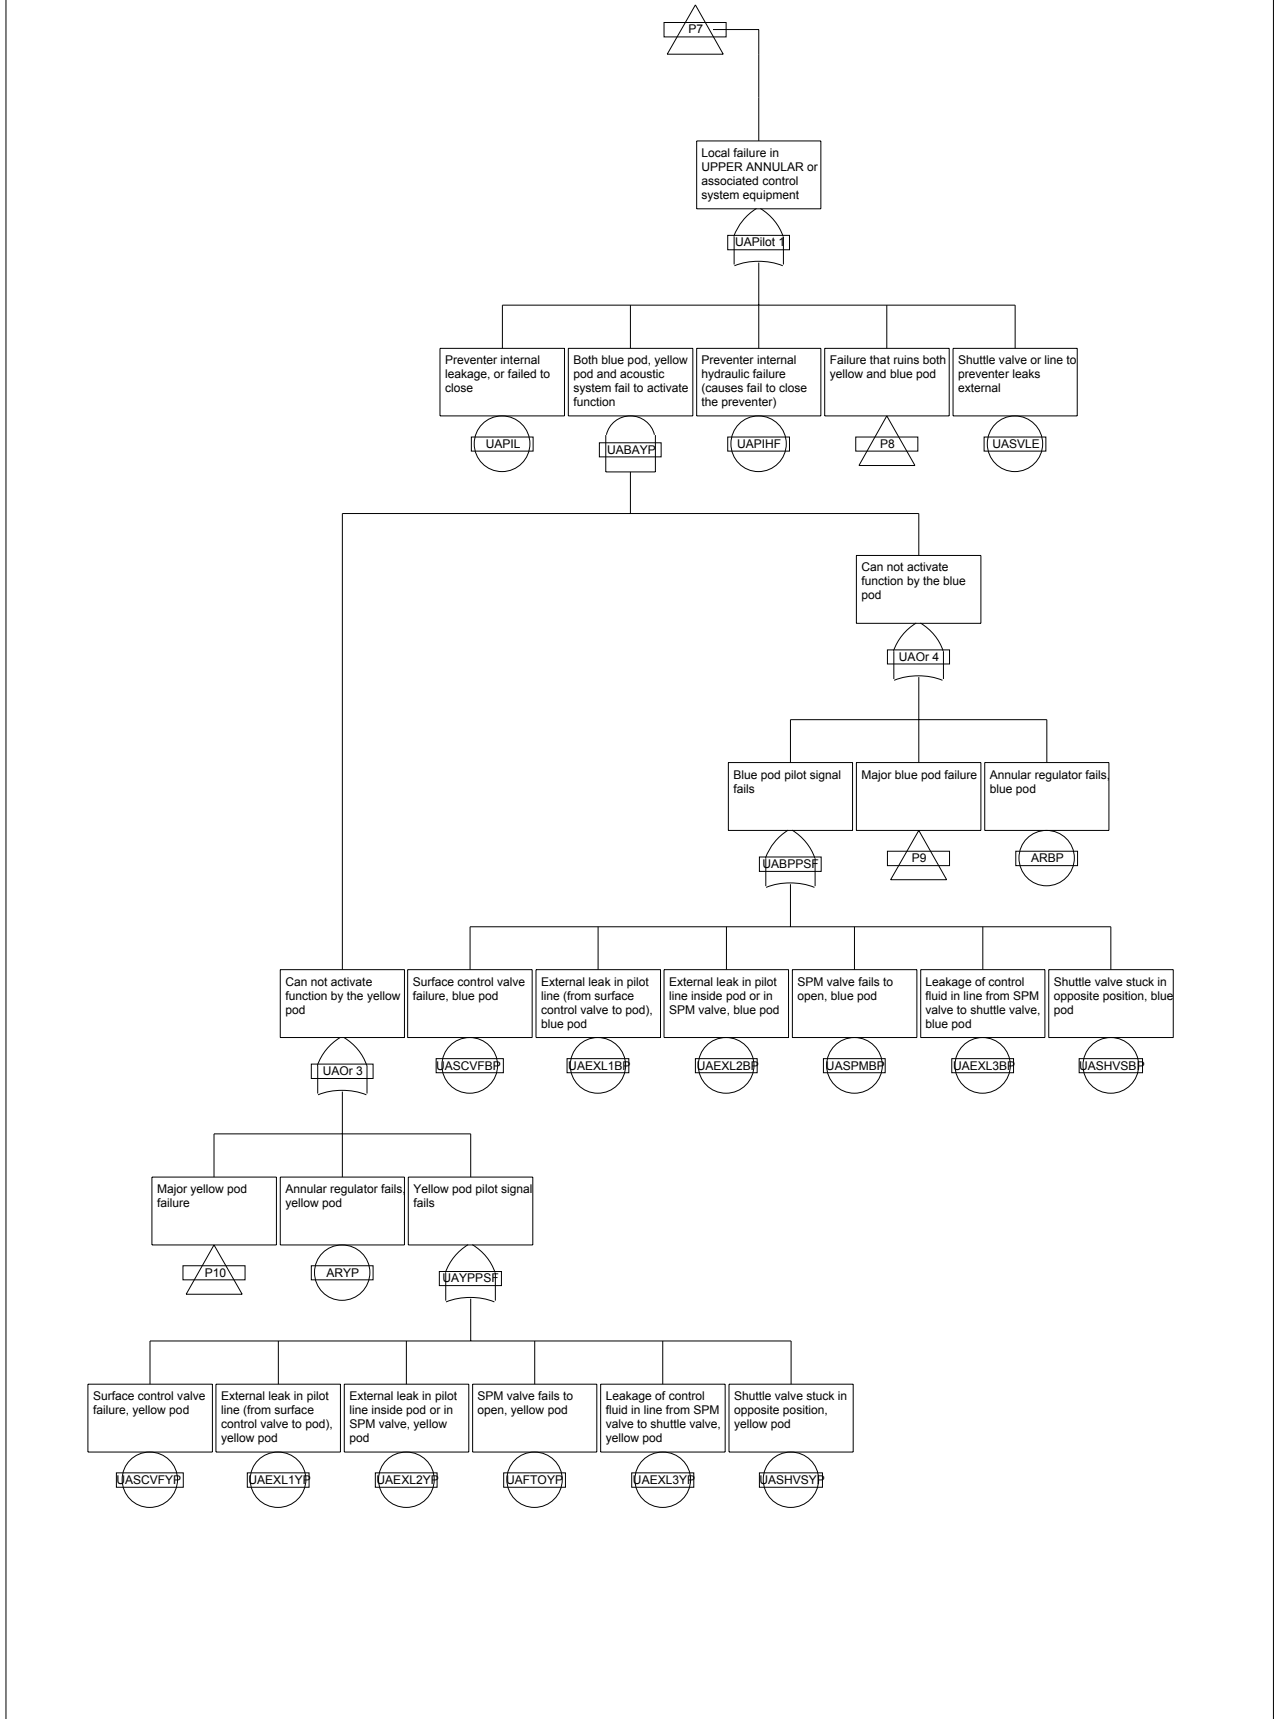 P7
Local failure in
UPPER ANNULAR or
associated control
system equipment
UAPilot 1
Preventer internal
leakage, or failed to
close
UAPIL
Both blue pod, yellow
pod and acoustic
system fail to activate
function
UABAYP
Preventer internal
hydraulic failure
(causes fail to close
the preventer)
UAPIHF
Failure that ruins both
yellow and blue pod
P8
Shuttle valve or line to
preventer leaks
external
UASVLE
Can not activate
function by the blue
pod
UAOr 4
Blue pod pilot signal
fails
UABPPSF
Major blue pod failure
P9
Annular regulator fails,
blue pod
ARBP
Can not activate
function by the yellow
pod
UAOr 3
Surface control valve
failure, blue pod
UASCVFBP
External leak in pilot
line (from surface
control valve to pod),
blue pod
UAEXL1BP
External leak in pilot
line inside pod or in
SPM valve, blue pod
UAEXL2BP
SPM valve fails to
open, blue pod
UASPMBP
Leakage of control
fluid in line from SPM
valve to shuttle valve,
blue pod
UAEXL3BP
Shuttle valve stuck in
opposite position, blue
pod
UASHVSBP
Major yellow pod
failure
P10
Annular regulator fails,
yellow pod
ARYP
Yellow pod pilot signal
fails
UAYPPSF
Surface control valve
failure, yellow pod
UASCVFYP
External leak in pilot
line (from surface
control valve to pod),
yellow pod
UAEXL1YP
External leak in pilot
line inside pod or in
SPM valve, yellow
pod
UAEXL2YP
SPM valve fails to
open, yellow pod
UAFTOYP
Leakage of control
fluid in line from SPM
valve to shuttle valve,
yellow pod
UAEXL3YP
Shuttle valve stuck in
opposite position,
yellow pod
UASHVSYP